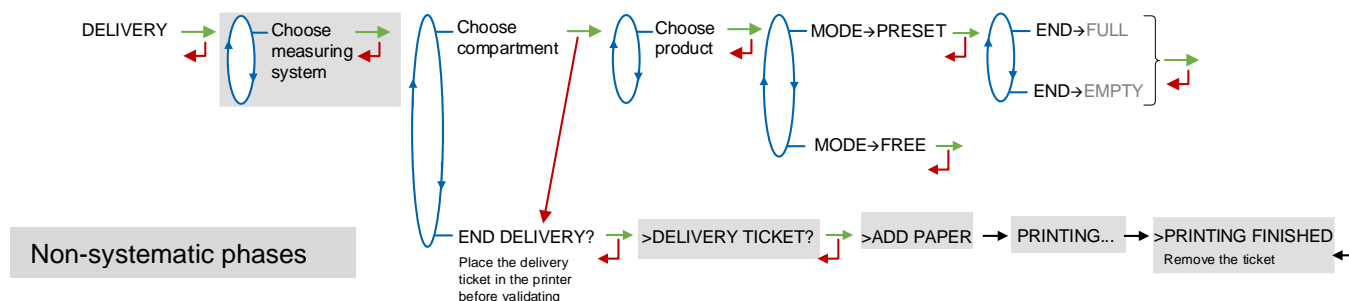 DELIVERY
Choose
measuring
system
Choose
compartment
Choose
product
MODE→PRESET
END→FULL
END→EMPTY
MODE→FREE
END DELIVERY?
Place the delivery
ticket in the printer
before validating
>DELIVERY TICKET?
>ADD PAPER
PRINTING...
>PRINTING FINISHED
Remove the ticket
Non-systematic phases